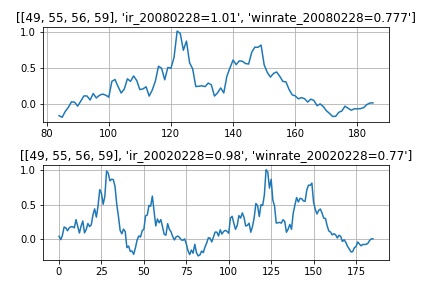 [[49, 55, 56, 59], 'ir_20080228=1.01', 'winrate_20080228=0.777']
1.0
0.5
0.0
80 100 120 140 160 180
[[49, 55, 56, 59], 'ir_20020228=0.98', 'winrate_20020228=0.77']
1.0
0.5
0.0
0 25 50 75 100 125 150 175